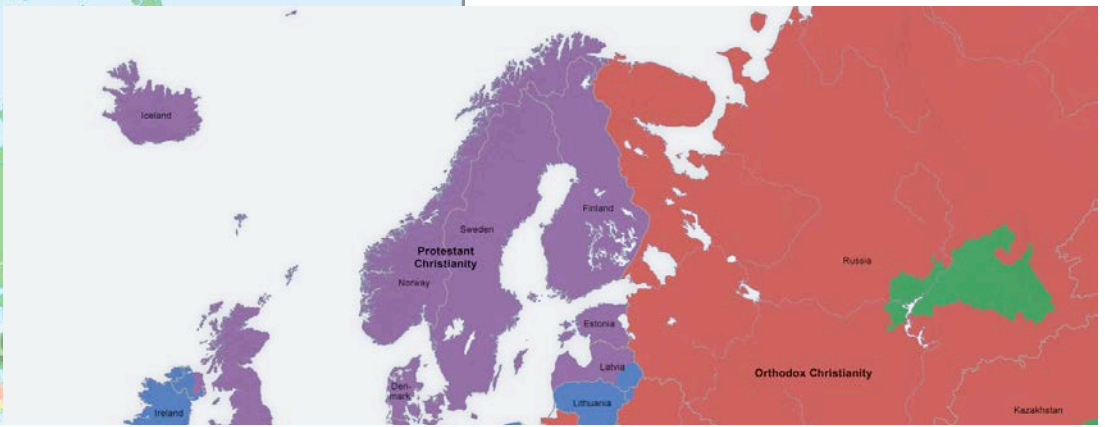 Iceland
Finland
Sweden
Protestant
Christianity
Norway
Russia
Estonia
Latvia
Orthodox Christianity
Den-
mark
Lithuania
Ireland
Kazakhstan